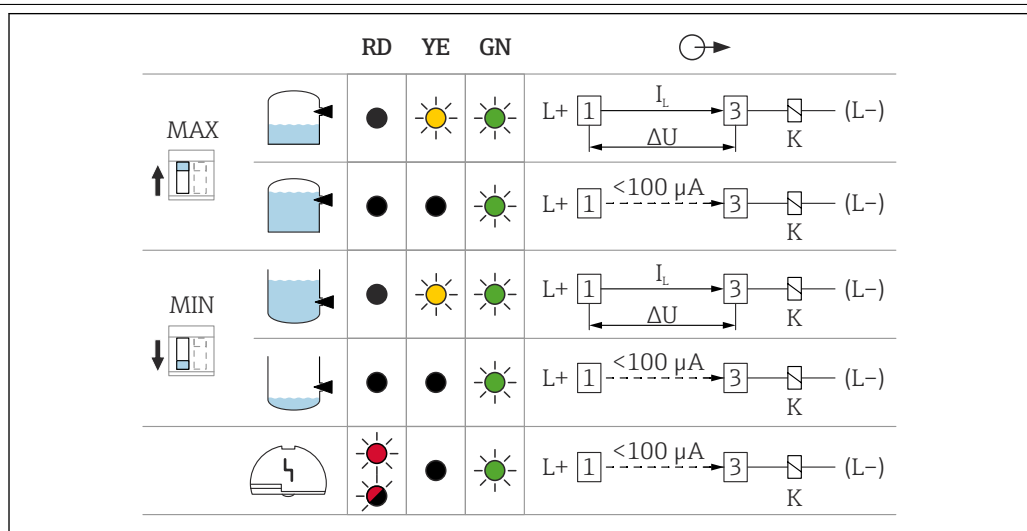 RD YE GN
MAX
L+ 1 I_L 3 (L–)
ΔU K
L+ 1 <100 µA 3 (L–)
K
MIN
L+ 1 I_L 3 (L–)
ΔU K
L+ 1 <100 µA 3 (L–)
K
L+ 1 <100 µA 3 (L–)
K